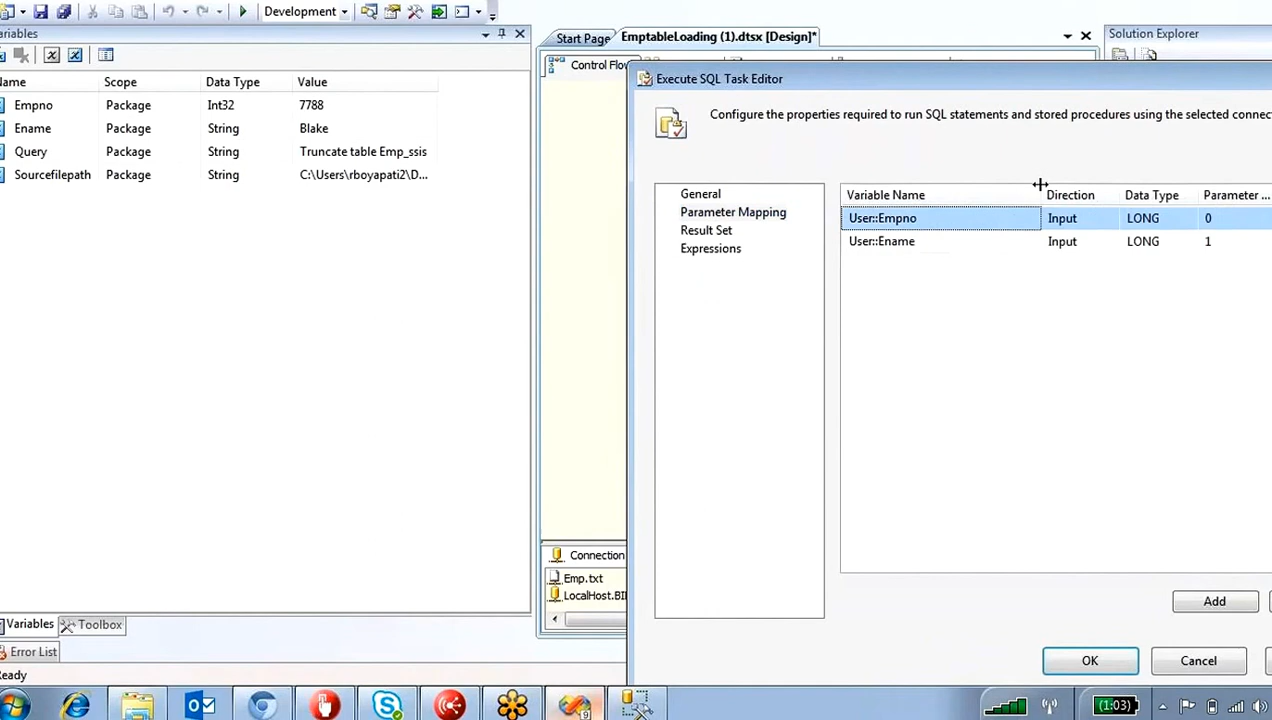 Development
ariables
Start Page
EmptableLoading (1).dtsx [Design]*
Solution Explorer
Control Flow
Execute SQL Task Editor
ame Scope Data Type Value
Empno Package Int32 7788
Ename Package String Blake
Query Package String Truncate table Emp_ssis
Sourcefilepath Package String C:\Users\rboyapati2\D...
Configure the properties required to run SQL statements and stored procedures using the selected connect
General
Parameter Mapping
Result Set
Expressions
Variable Name Direction Data Type Parameter ...
User::Empno Input LONG 0
User::Ename Input LONG 1
Connection
Emp.txt
LocalHost.BI
Add
OK Cancel
Variables Toolbox
Error List
Ready
(1:03)